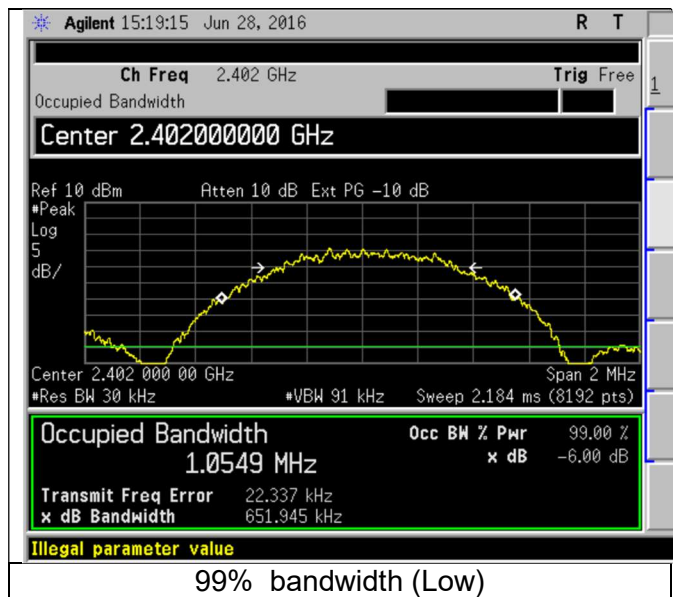 Agilent 15:19:15 Jun 28, 2016 R T
Ch Freq 2.402 GHz Trig Free
Occupied Bandwidth
1
Center 2.402000000 GHz
Ref 10 dBm Atten 10 dB Ext PG -10 dB
#Peak
Log
5
dB/
Center 2.402 000 00 GHz Span 2 MHz
#Res BW 30 kHz #VBW 91 kHz Sweep 2.184 ms (8192 pts)
Occupied Bandwidth Occ BW % Pwr 99.00 %
1.0549 MHz x dB -6.00 dB
Transmit Freq Error 22.337 kHz
x dB Bandwidth 651.945 kHz
Illegal parameter value
99% bandwidth (Low)